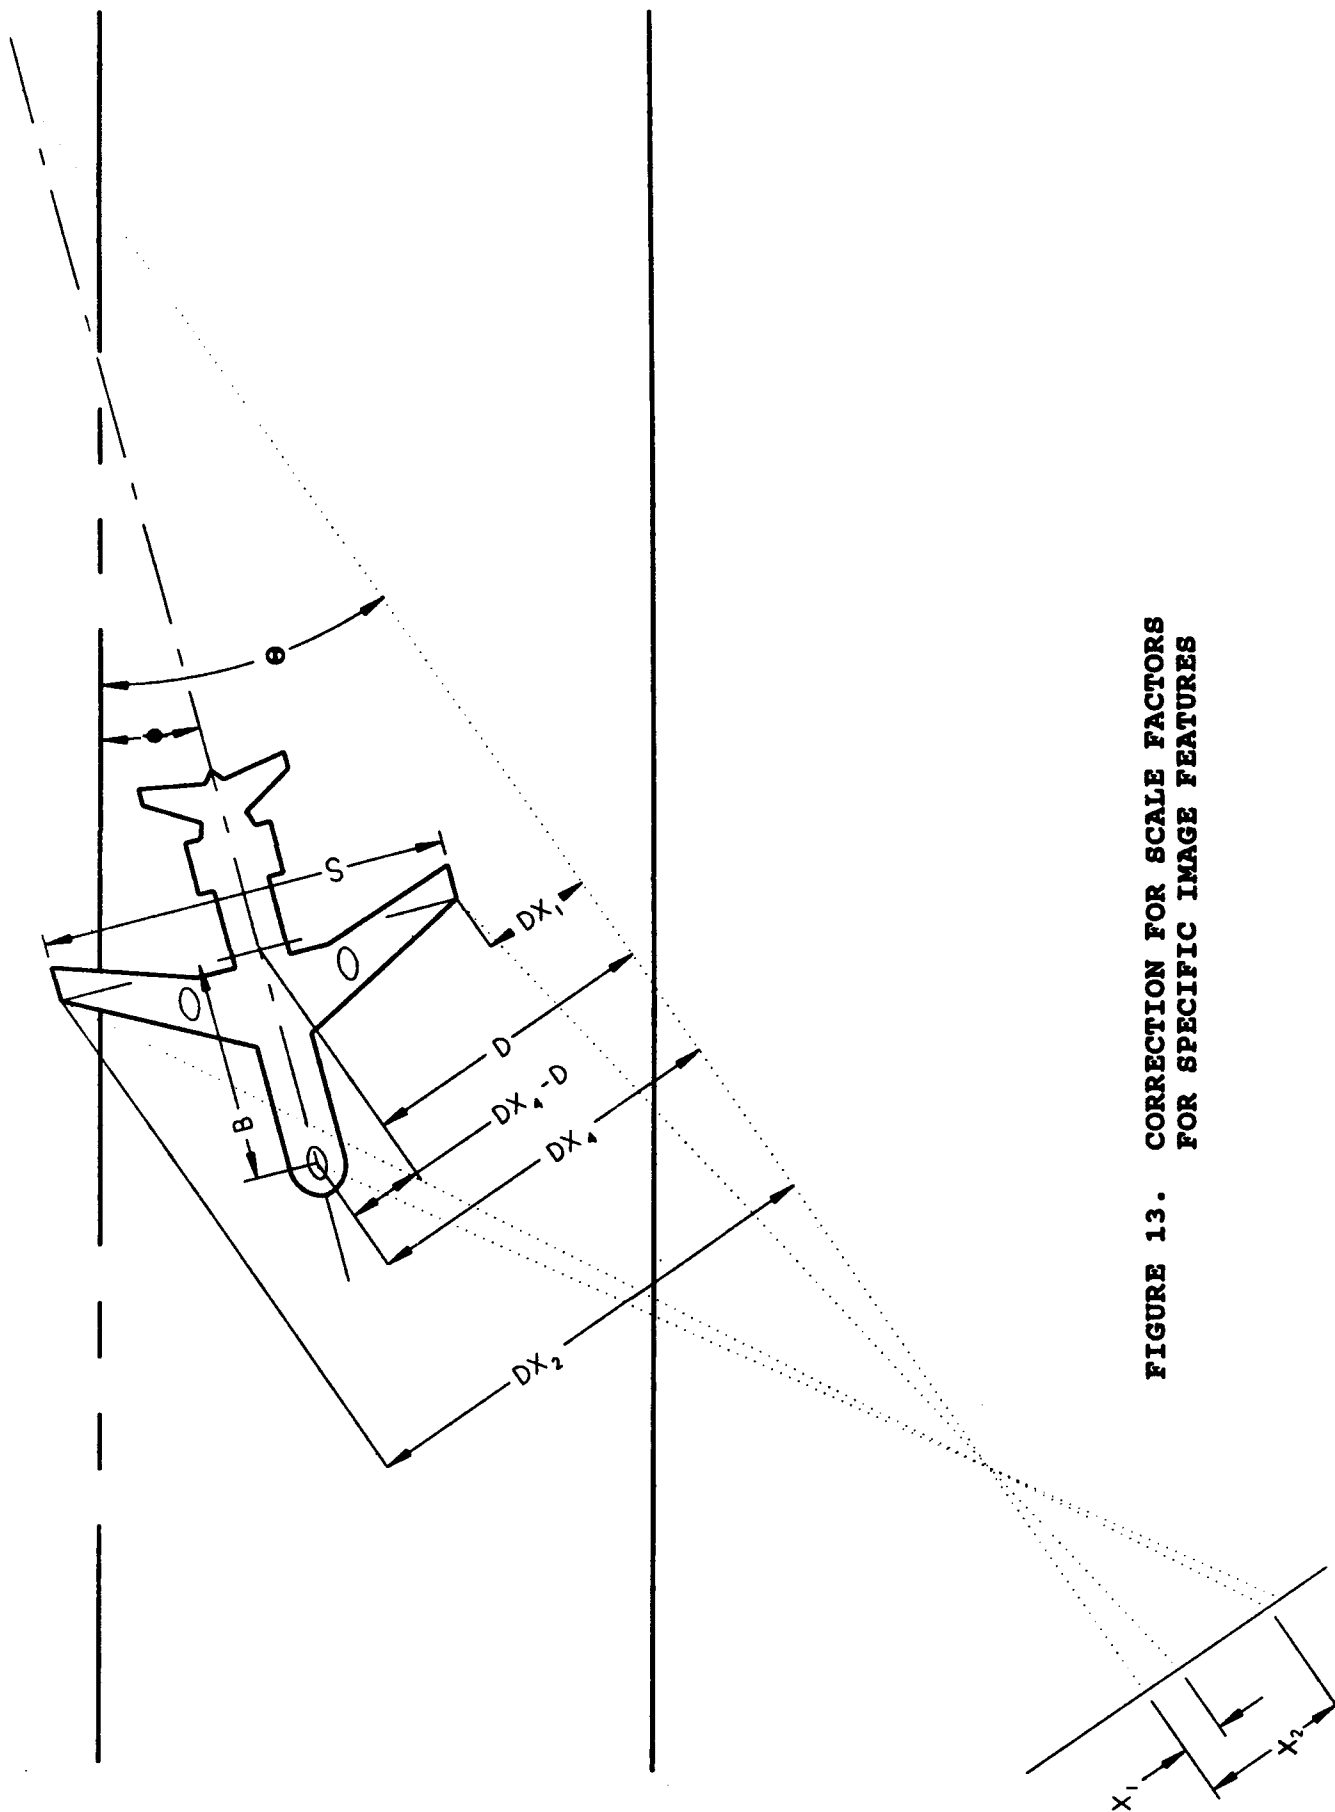 Θ
S
B
DX₁
D
DX₄-D
DX₄
DX₂
X₁
X₂
FIGURE 13. CORRECTION FOR SCALE FACTORS
FOR SPECIFIC IMAGE FEATURES